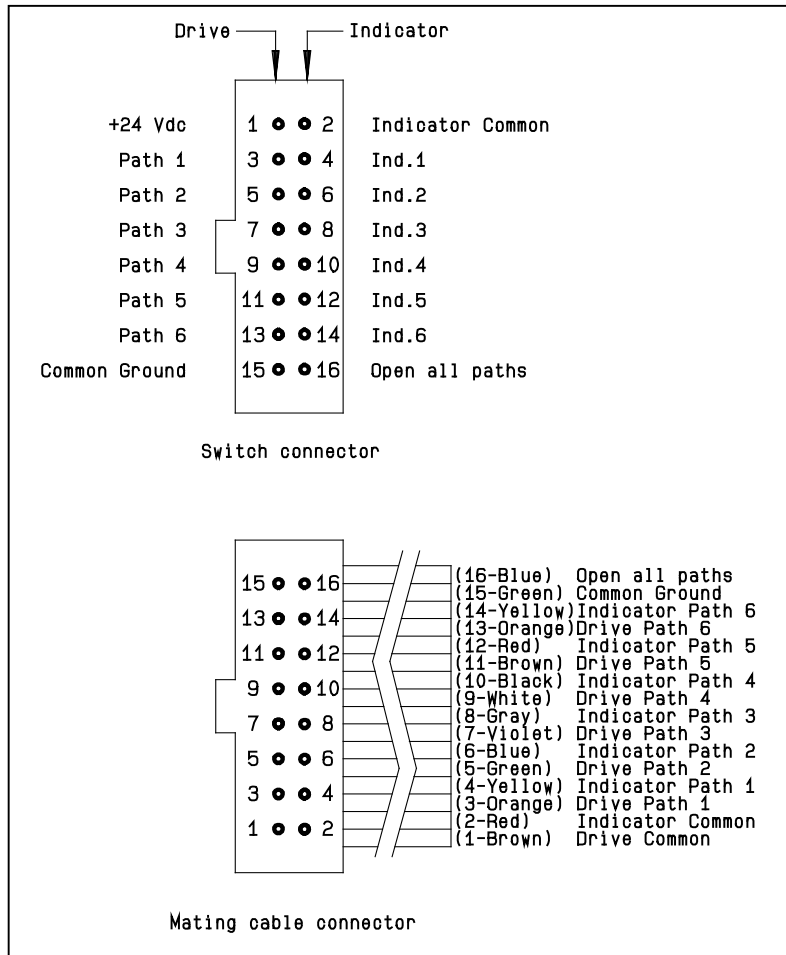 Drive Indicator
+24 Vdc 1 2 Indicator Common
Path 1 3 4 Ind.1
Path 2 5 6 Ind.2
Path 3 7 8 Ind.3
Path 4 9 10 Ind.4
Path 5 11 12 Ind.5
Path 6 13 14 Ind.6
Common Ground 15 16 Open all paths
Switch connector
15 16
13 14
11 12
9 10
7 8
5 6
3 4
1 2
(16-Blue) Open all paths
(15-Green) Common Ground
(14-Yellow) Indicator Path 6
(13-Orange) Drive Path 6
(12-Red) Indicator Path 5
(11-Brown) Drive Path 5
(10-Black) Indicator Path 4
(9-White) Drive Path 4
(8-Gray) Indicator Path 3
(7-Violet) Drive Path 3
(6-Blue) Indicator Path 2
(5-Green) Drive Path 2
(4-Yellow) Indicator Path 1
(3-Orange) Drive Path 1
(2-Red) Indicator Common
(1-Brown) Drive Common
Mating cable connector